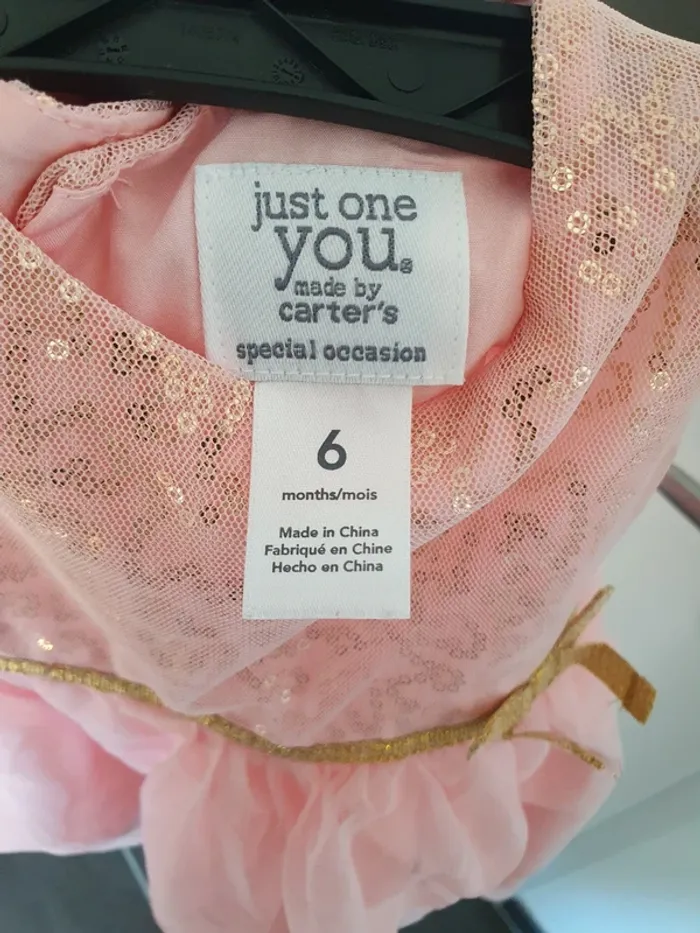 just one
you.
made by
carter's
special occasion
6
months/mois
Made in China
Fabriqué en Chine
Hecho en China